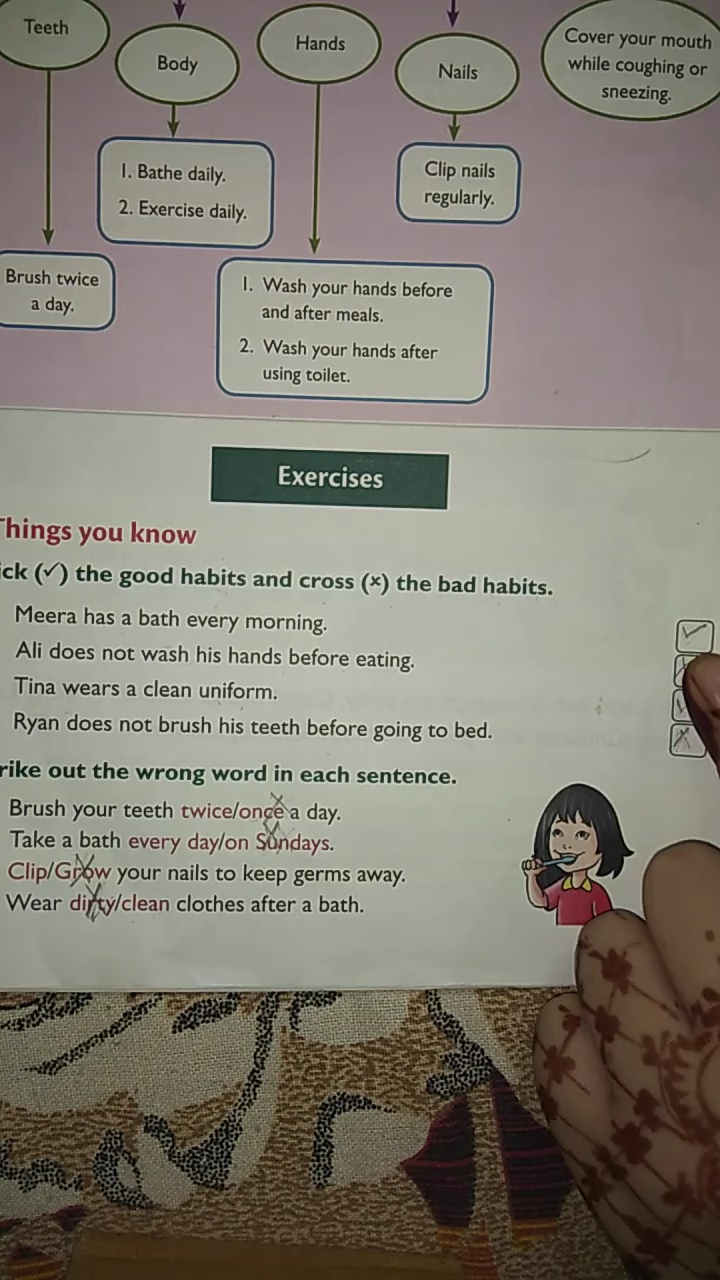 Teeth
Body
Hands
Nails
Cover your mouth
while coughing or
sneezing.
1. Bathe daily.
2. Exercise daily.
Clip nails
regularly.
Brush twice
a day.
1. Wash your hands before
and after meals.
2. Wash your hands after
using toilet.
Exercises
Things you know
ick (✓) the good habits and cross (×) the bad habits.
Meera has a bath every morning.
Ali does not wash his hands before eating.
Tina wears a clean uniform.
Ryan does not brush his teeth before going to bed.
rike out the wrong word in each sentence.
Brush your teeth twice/once a day.
Take a bath every day/on Sundays.
Clip/Grow your nails to keep germs away.
Wear dirty/clean clothes after a bath.